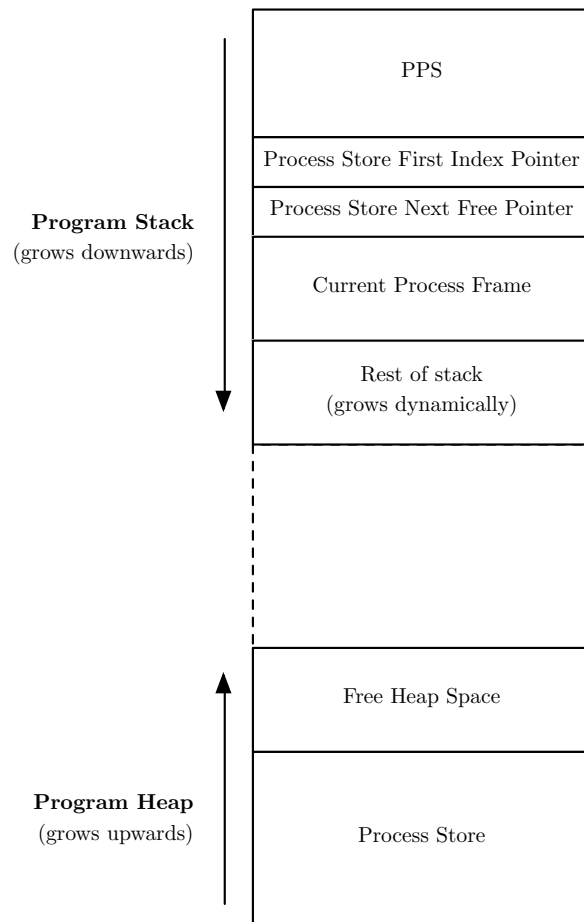 PPS
Process Store First Index Pointer
Process Store Next Free Pointer
Program Stack
(grows downwards)
Current Process Frame
Rest of stack
(grows dynamically)
Free Heap Space
Program Heap
(grows upwards)
Process Store